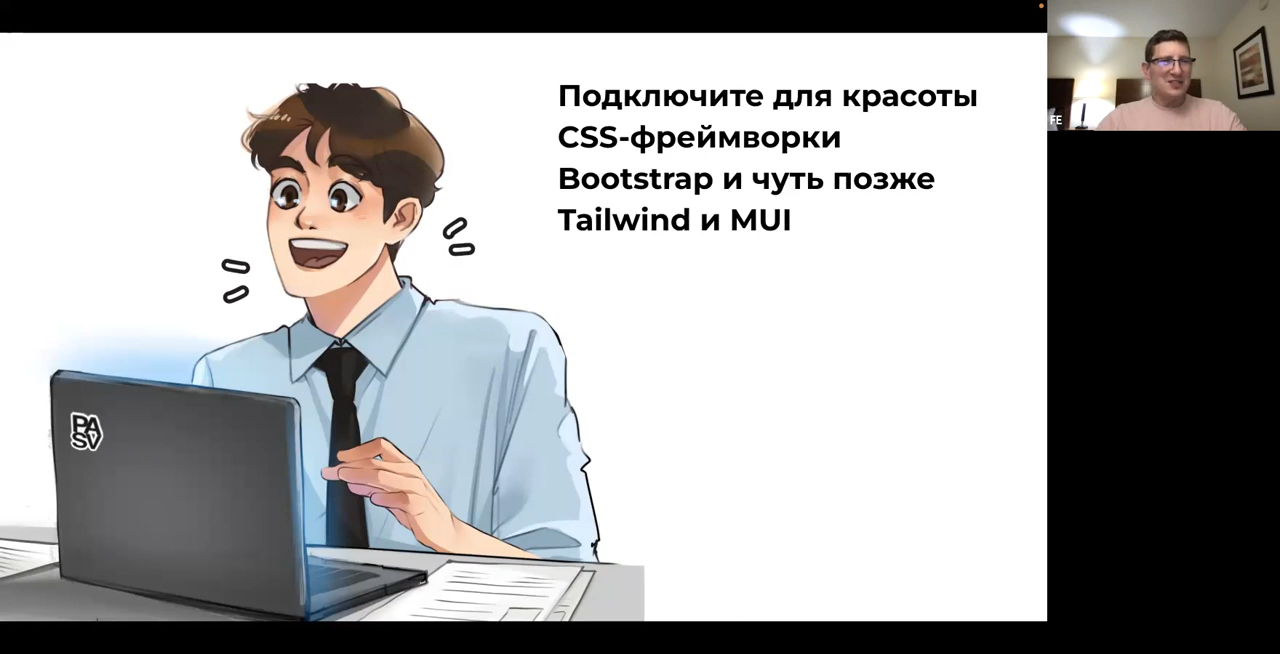 Подключите для красоты
CSS-фреймворки
Bootstrap и чуть позже
Tailwind и MUI
PA
SV
FE